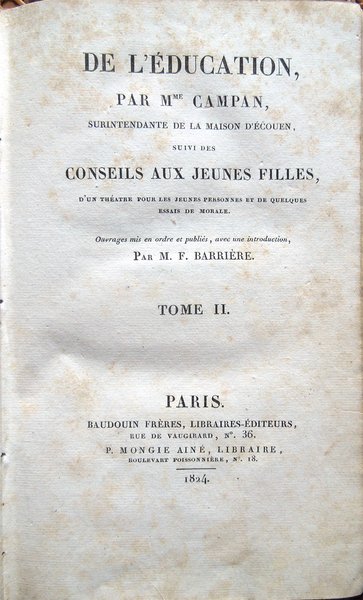 DE L'ÉDUCATION,
PAR Mme CAMPAN,
SURINTENDANTE DE LA MAISON D'ÉCOUEN,
SUIVI DES
CONSEILS AUX JEUNES FILLES,
D'UN THÉATRE POUR LES JEUNES PERSONNES ET DE QUELQUES
ESSAIS DE MORALE.
Ouvrages mis en ordre et publiés, avec une introduction,
PAR M. F. BARRIÈRE.
TOME II.
PARIS.
BAUDOUIN FRÈRES, LIBRAIRES-ÉDITEURS,
RUE DE VAUGIRARD, No. 36.
P. MONGIE AINÉ, LIBRAIRE,
BOULEVART POISSONNIÈRE, No. 18.
1824.